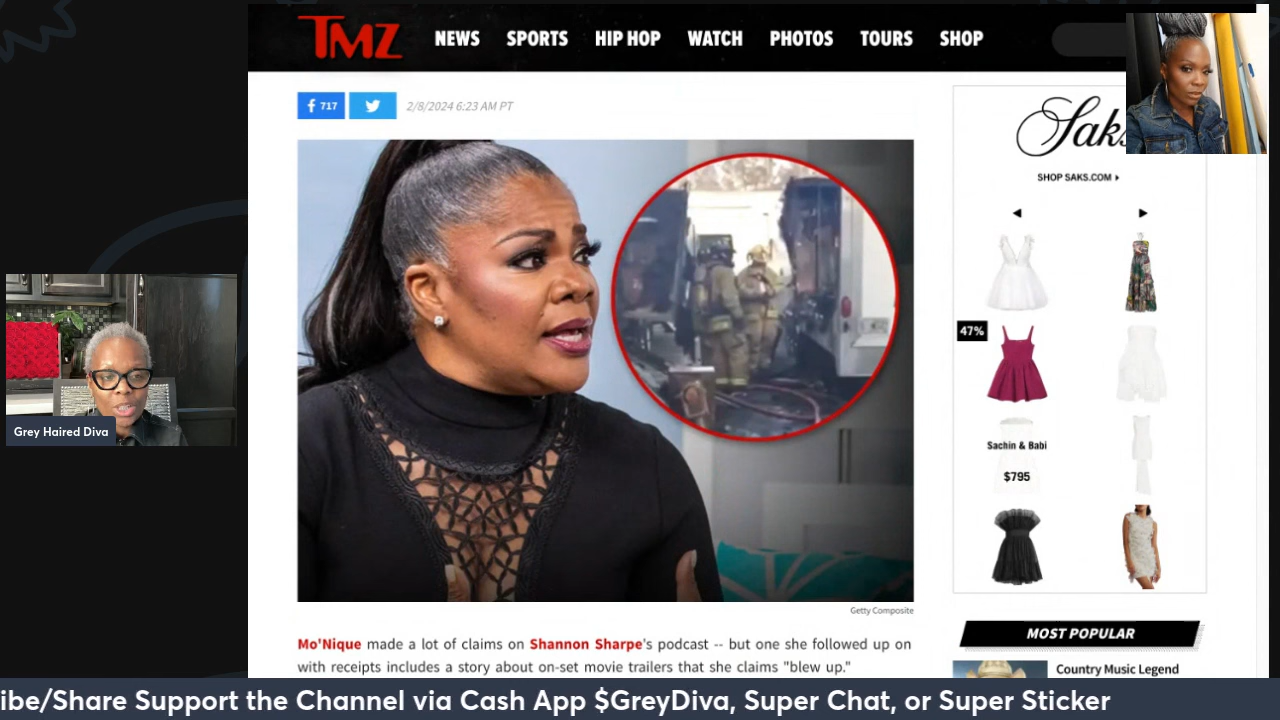 TMZ
NEWS SPORTS HIP HOP WATCH PHOTOS TOURS SHOP
717
2/8/2024 6:23 AM PT
Saks
SHOP SAKS.COM
47%
Sachin & Babi
$795
Grey Haired Diva
Getty Composite
Mo'Nique made a lot of claims on Shannon Sharpe's podcast -- but one she followed up on
with receipts includes a story about on-set movie trailers that she claims "blew up."
MOST POPULAR
Country Music Legend
ibe/Share Support the Channel via Cash App $GreyDiva, Super Chat, or Super Sticker